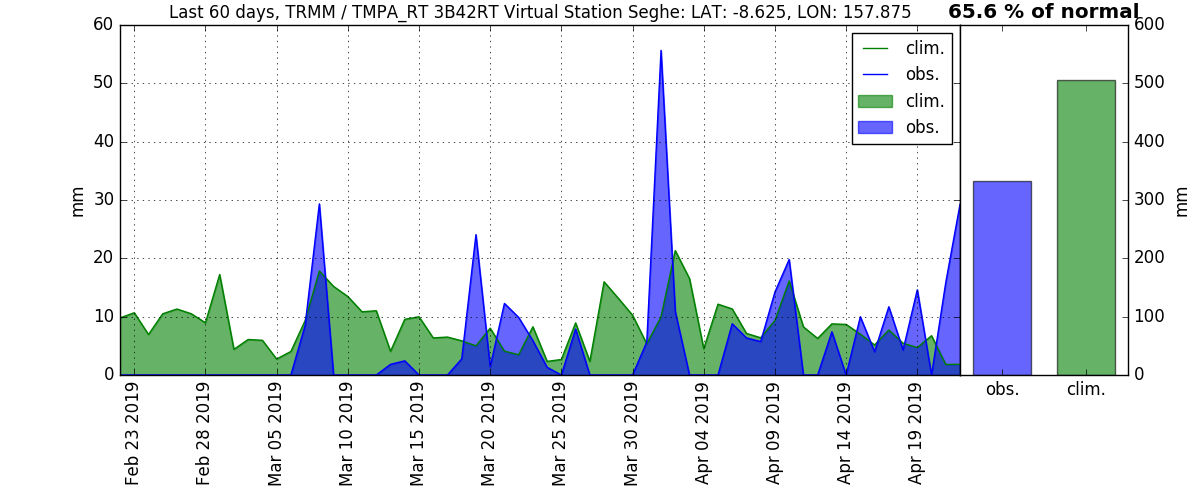 Last 60 days, TRMM / TMPA_RT 3B42RT Virtual Station Seghe: LAT: -8.625, LON: 157.875
65.6 % of normal
60
50
40
30
20
10
0
mm
clim.
obs.
clim.
obs.
600
500
400
300
200
100
0
mm
obs.
clim.
Feb 23 2019
Feb 28 2019
Mar 05 2019
Mar 10 2019
Mar 15 2019
Mar 20 2019
Mar 25 2019
Mar 30 2019
Apr 04 2019
Apr 09 2019
Apr 14 2019
Apr 19 2019